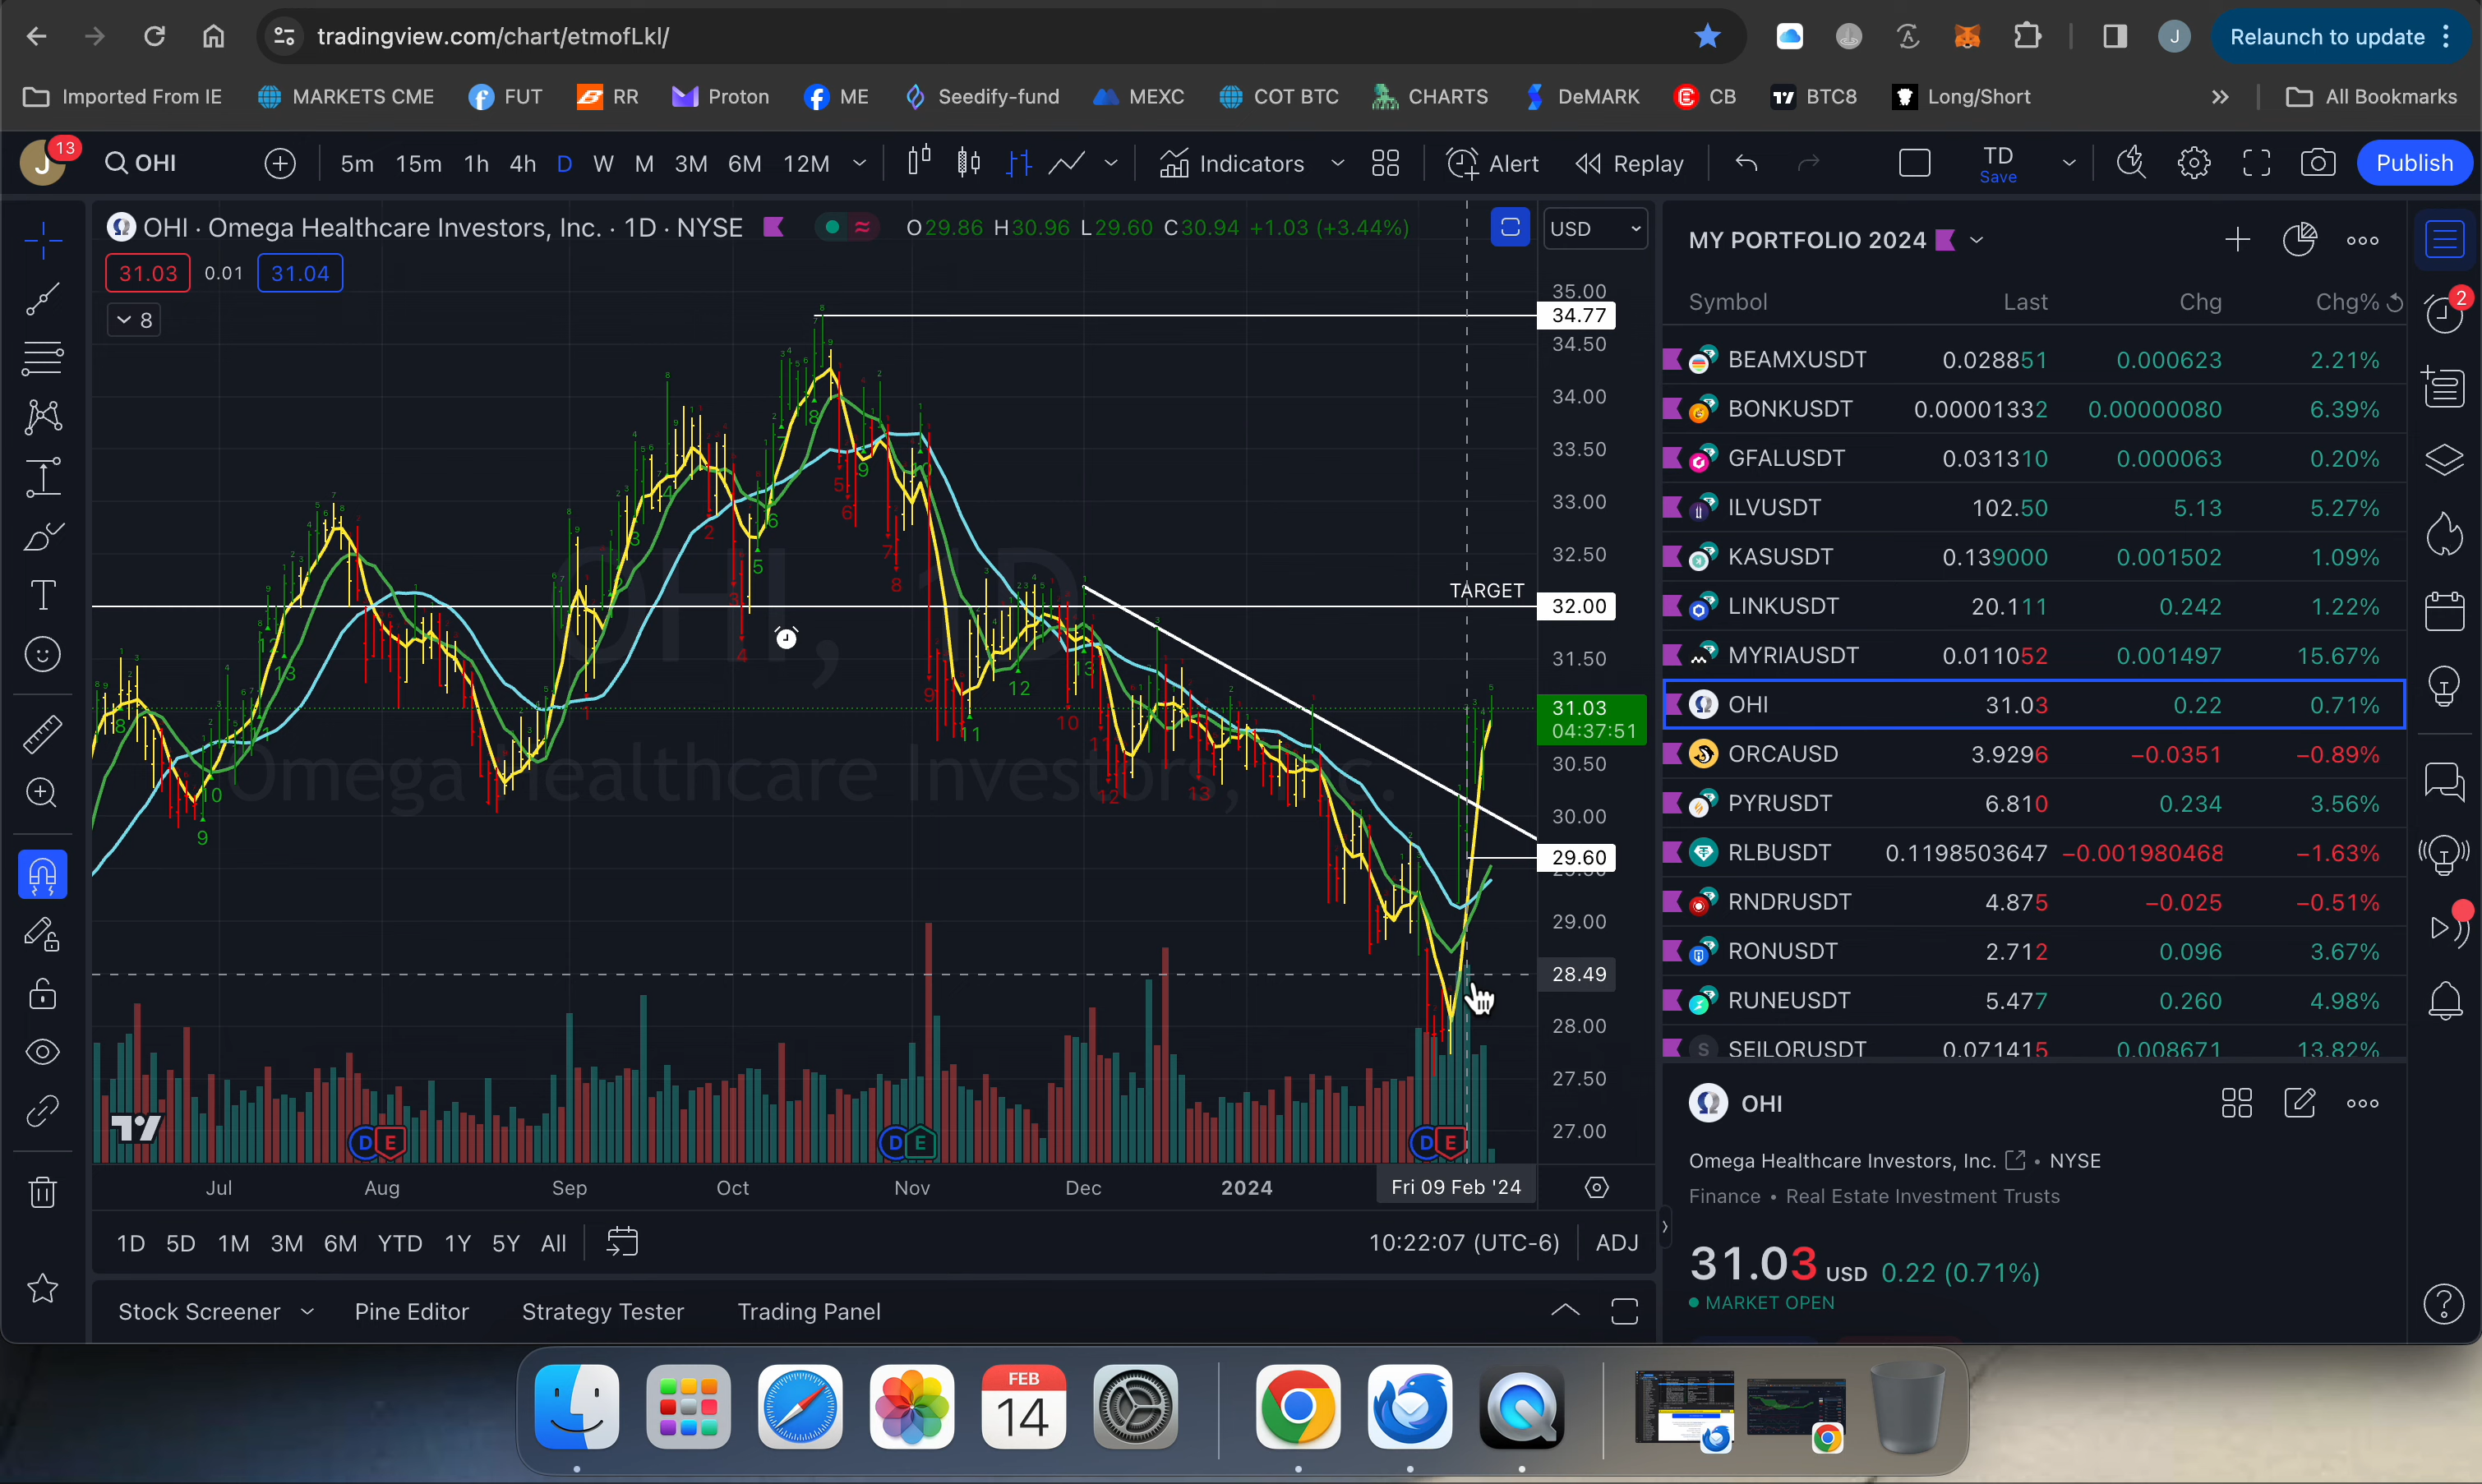 tradingview.com/chart/etmofLkl/
Relaunch to update
J
Imported From IE
MARKETS CME
FUT
RR
Proton
ME
Seedify-fund
MEXC
COT BTC
CHARTS
DeMARK
CB
BTC8
Long/Short
All Bookmarks
J
13
OHI
5m 15m 1h 4h D W M 3M 6M 12M
Indicators
Alert
Replay
TD
Save
Publish
OHI · Omega Healthcare Investors, Inc. · 1D · NYSE
O29.86 H30.96 L29.60 C30.94 +1.03 (+3.44%)
USD
31.03 0.01 31.04
8
35.00
34.77
34.50
34.00
33.50
33.00
32.50
TARGET
32.00
31.50
31.03
04:37:51
30.50
30.00
29.60
29.00
28.49
28.00
27.50
27.00
OHI, 1D
Omega Healthcare Investors, Inc.
D E
D E
D E
Jul Aug Sep Oct Nov Dec 2024 Fri 09 Feb '24
1D 5D 1M 3M 6M YTD 1Y 5Y All
10:22:07 (UTC-6) ADJ
Stock Screener Pine Editor Strategy Tester Trading Panel
MY PORTFOLIO 2024
Symbol Last Chg Chg%
BEAMXUSDT 0.028851 0.000623 2.21%
BONKUSDT 0.00001332 0.00000080 6.39%
GFALUSDT 0.031310 0.000063 0.20%
ILVUSDT 102.50 5.13 5.27%
KASUSDT 0.139000 0.001502 1.09%
LINKUSDT 20.111 0.242 1.22%
MYRIAUSDT 0.011052 0.001497 15.67%
OHI 31.03 0.22 0.71%
ORCAUSD 3.9296 −0.0351 −0.89%
PYRUSDT 6.810 0.234 3.56%
RLBUSDT 0.1198503647 −0.001980468 −1.63%
RNDRUSDT 4.875 −0.025 −0.51%
RONUSDT 2.712 0.096 3.67%
RUNEUSDT 5.477 0.260 4.98%
S SEILORUSDT 0.071415 0.008671 13.82%
OHI
Omega Healthcare Investors, Inc. • NYSE
Finance • Real Estate Investment Trusts
31.03 USD 0.22 (0.71%)
MARKET OPEN
2
FEB
14